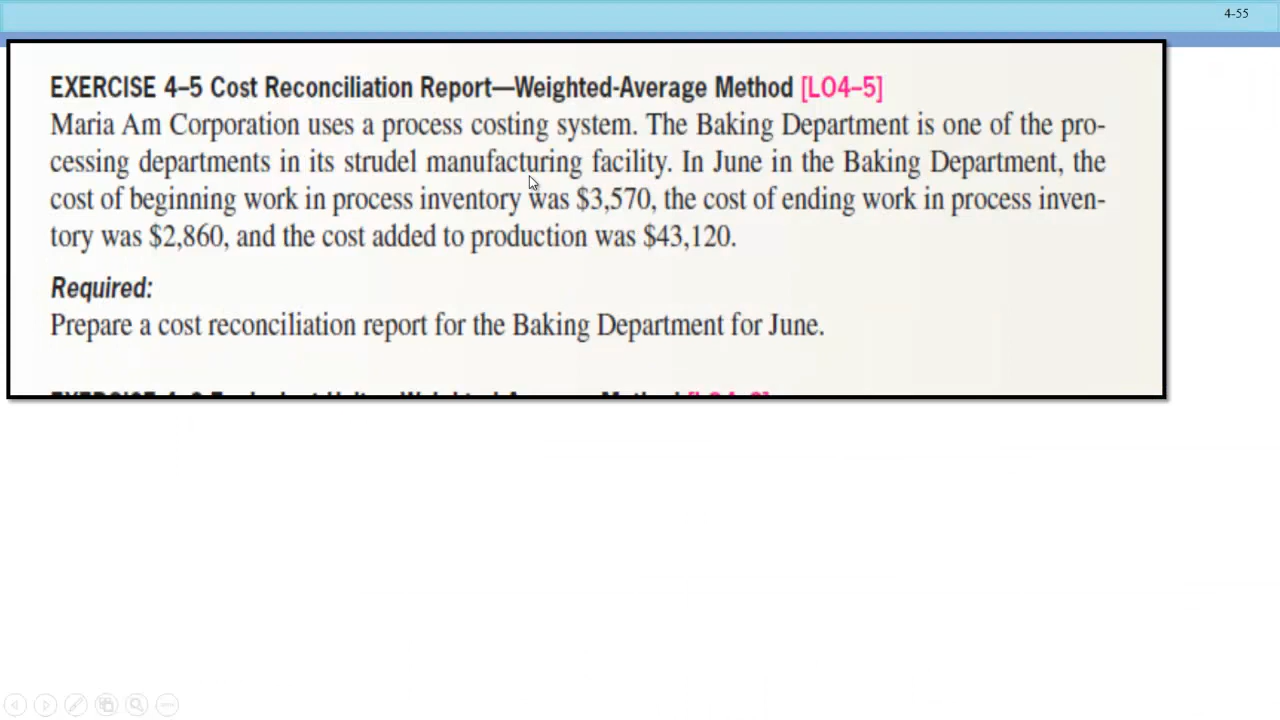 4-55
EXERCISE 4–5 Cost Reconciliation Report—Weighted-Average Method [LO4–5]
Maria Am Corporation uses a process costing system. The Baking Department is one of the pro-
cessing departments in its strudel manufacturing facility. In June in the Baking Department, the
cost of beginning work in process inventory was $3,570, the cost of ending work in process inven-
tory was $2,860, and the cost added to production was $43,120.
Required:
Prepare a cost reconciliation report for the Baking Department for June.